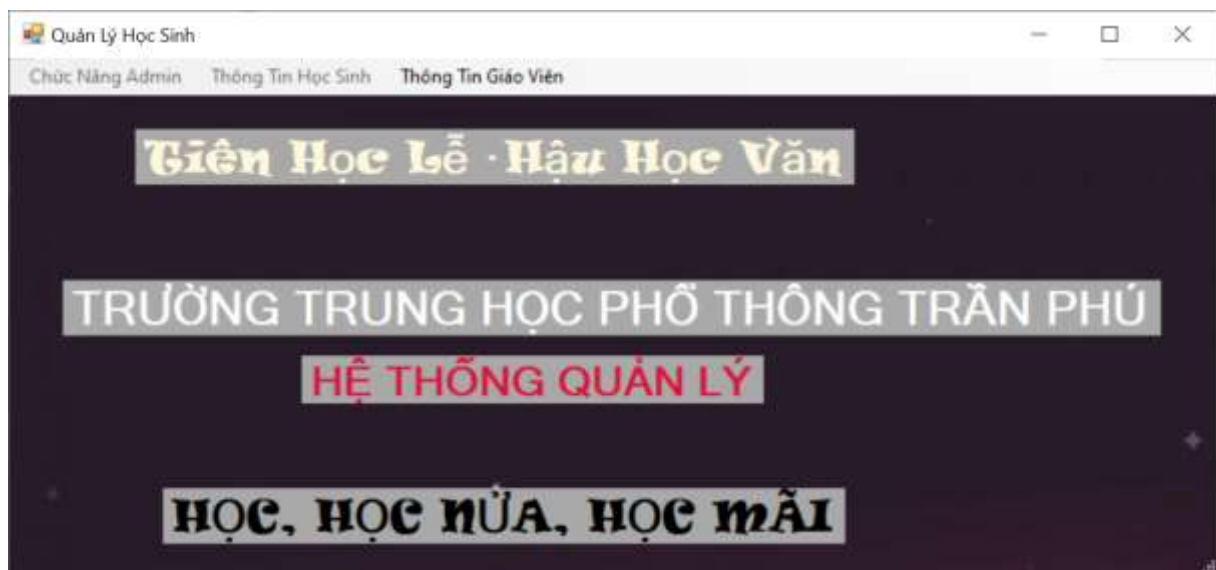 Quản Lý Học Sinh
Chức Năng Admin Thông Tin Học Sinh Thông Tin Giáo Viên
Tiên Học Lễ - Hậu Học Văn
TRƯỜNG TRUNG HỌC PHỔ THÔNG TRẦN PHÚ
HỆ THỐNG QUẢN LÝ
HỌC, HỌC NỬA, HỌC MÃI